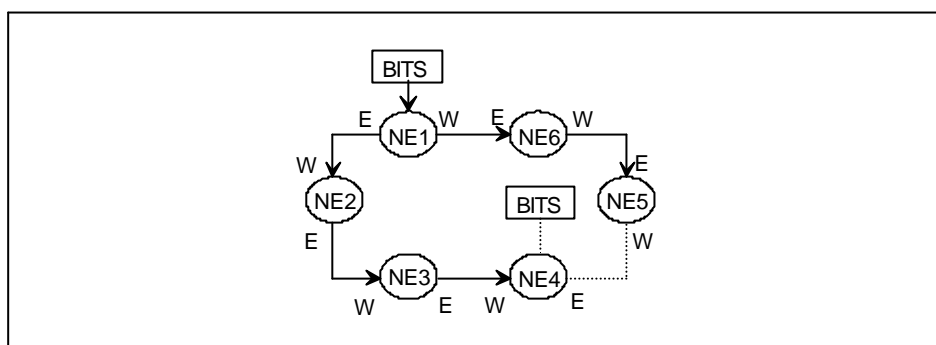 BITS
E W E W
NE1 NE6
W E
NE2 BITS NE5
E W
NE3 NE4
W E W E